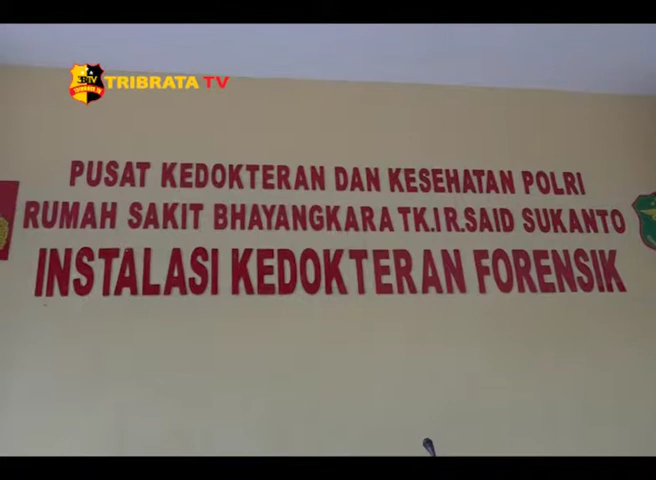 TRIBRATA TV
PUSAT KEDOKTERAN DAN KESEHATAN POLRI
RUMAH SAKIT BHAYANGKARA TK.I R.SAID SUKANTO
INSTALASI KEDOKTERAN FORENSIK